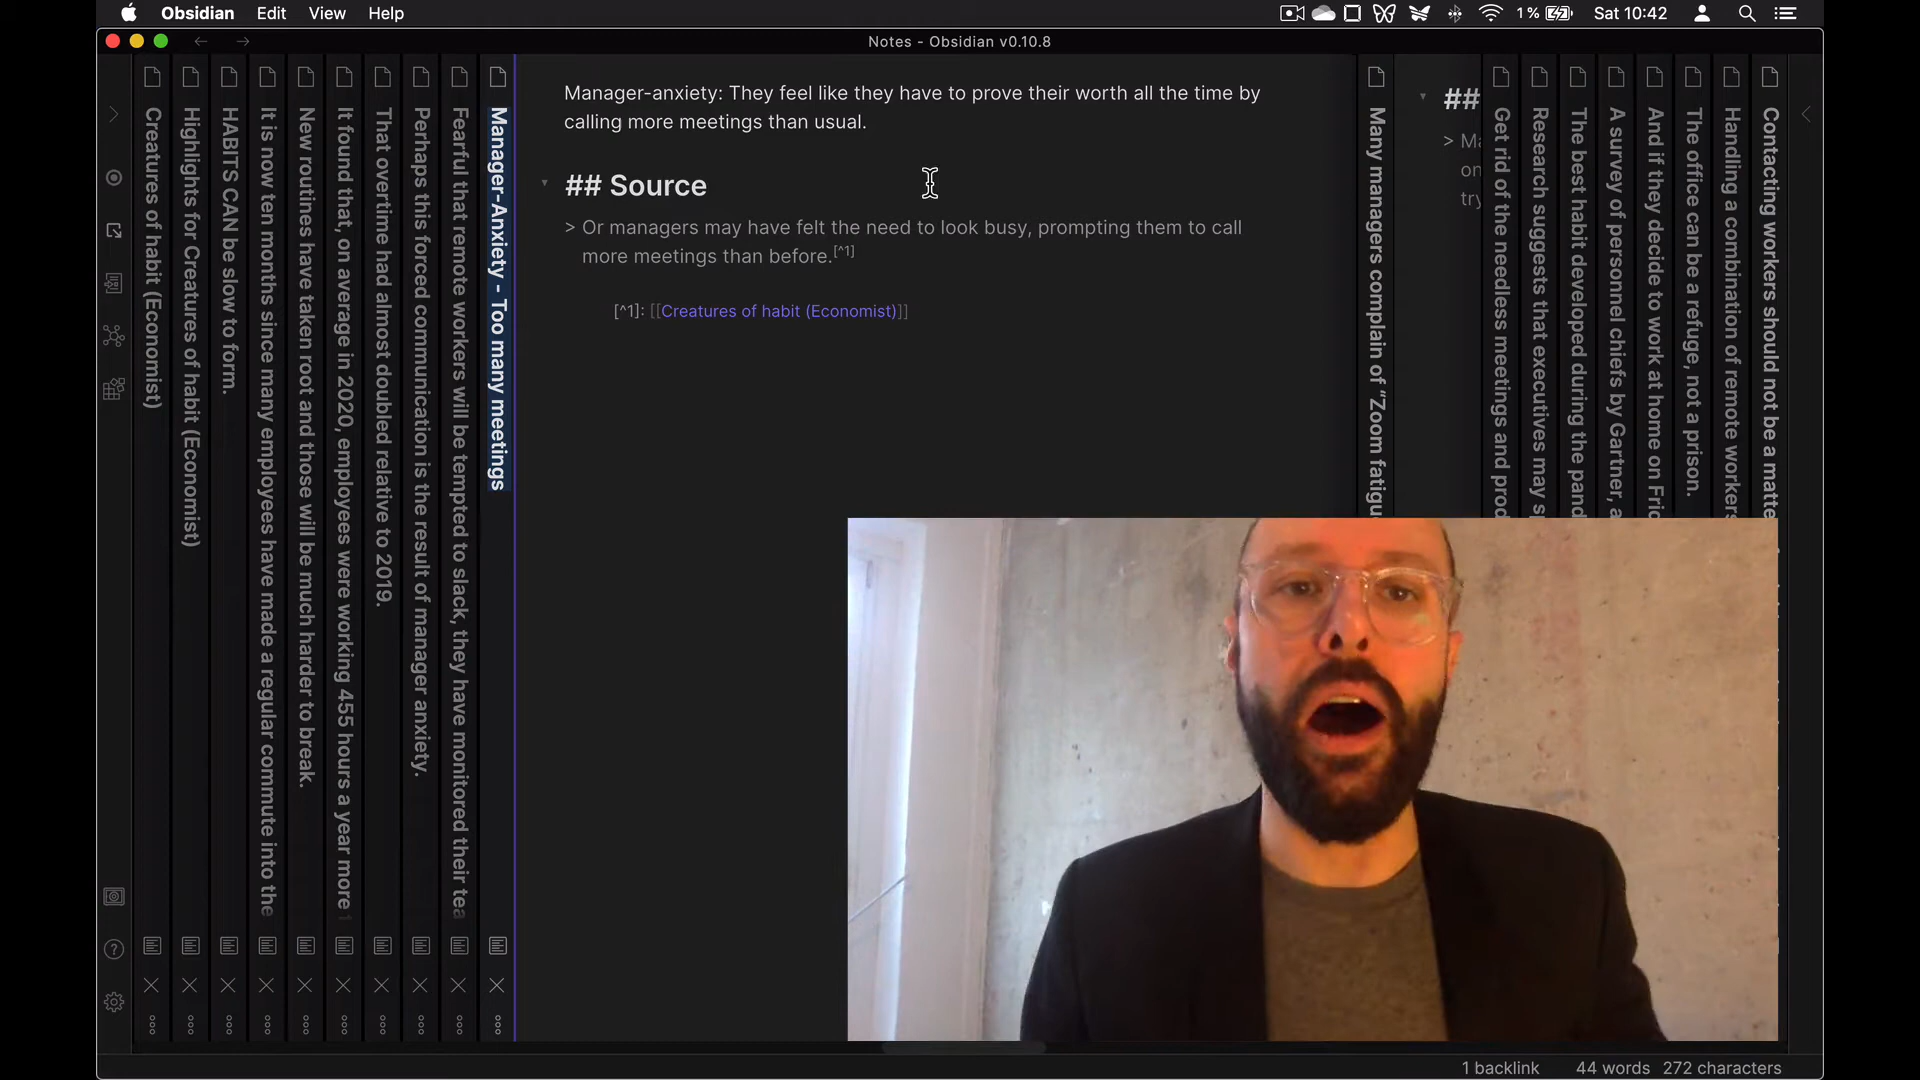 Obsidian Edit View Help
1% Sat 10:42
Notes - Obsidian v0.10.8
Creatures of habit (Economist)
Highlights for Creatures of habit (Economist)
HABITS CAN be slow to form.
It is now ten months since many employees have made a regular commute into the
New routines have taken root and those will be much harder to break.
It found that, on average in 2020, employees were working 455 hours a year more
That overtime had almost doubled relative to 2019.
Perhaps this forced communication is the result of manager anxiety.
Fearful that remote workers will be tempted to slack, they have monitored their tea
Manager-Anxiety - Too many meetings
Manager-anxiety: They feel like they have to prove their worth all the time by
calling more meetings than usual.
## Source
> Or managers may have felt the need to look busy, prompting them to call
more meetings than before.[^1]
[^1]: [[Creatures of habit (Economist)]]
Many managers complain of “Zoom fatigu
##
> Ma
on
try
Get rid of the needless meetings and prod
Research suggests that executives may s
The best habit developed during the pand
A survey of personnel chiefs by Gartner, a
And if they decide to work at home on Frid
The office can be a refuge, not a prison.
Handling a combination of remote workers
Contacting workers should not be a matte
1 backlink 44 words 272 characters